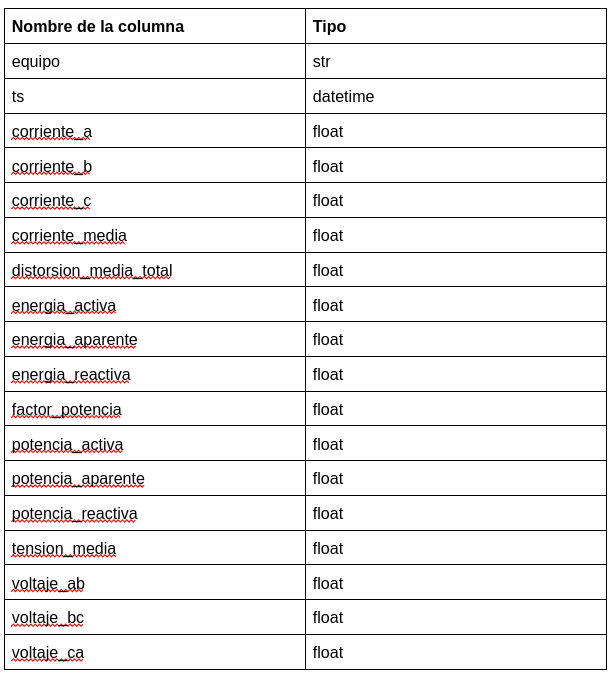 Nombre de la columna Tipo
equipo str
ts datetime
corriente_a float
corriente_b float
corriente_c float
corriente_media float
distorsion_media_total float
energia_activa float
energia_aparente float
energia_reactiva float
factor_potencia float
potencia_activa float
potencia_aparente float
potencia_reactiva float
tension_media float
voltaje_ab float
voltaje_bc float
voltaje_ca float